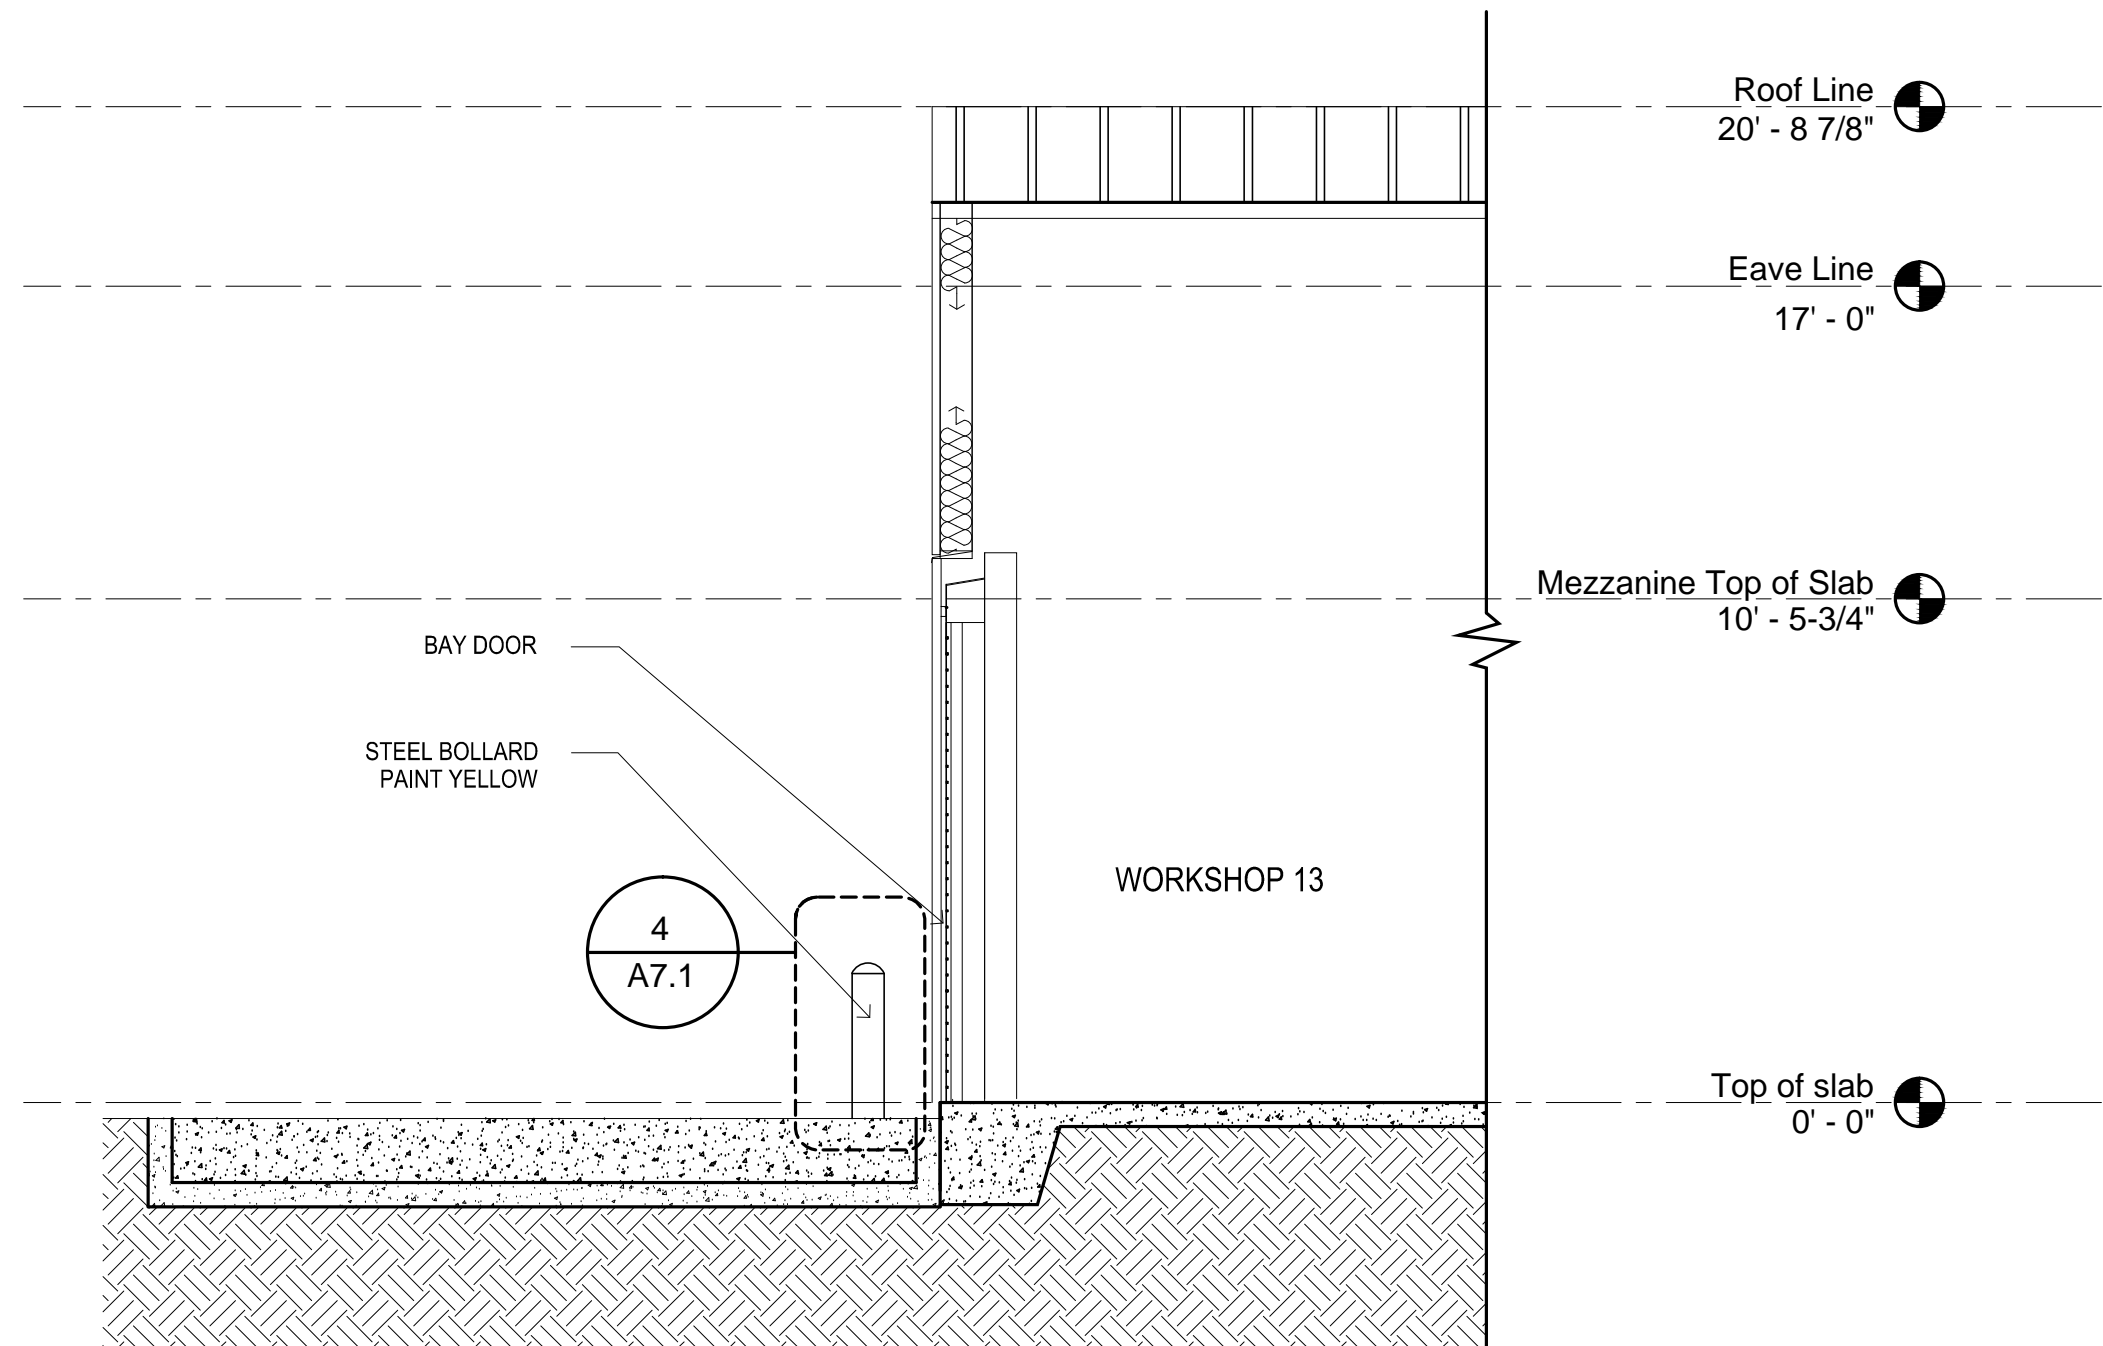 Roof Line
20' - 8 7/8"
Eave Line
17' - 0"
Mezzanine Top of Slab
10' - 5-3/4"
BAY DOOR
STEEL BOLLARD
PAINT YELLOW
WORKSHOP 13
4
A7.1
Top of slab
0' - 0"